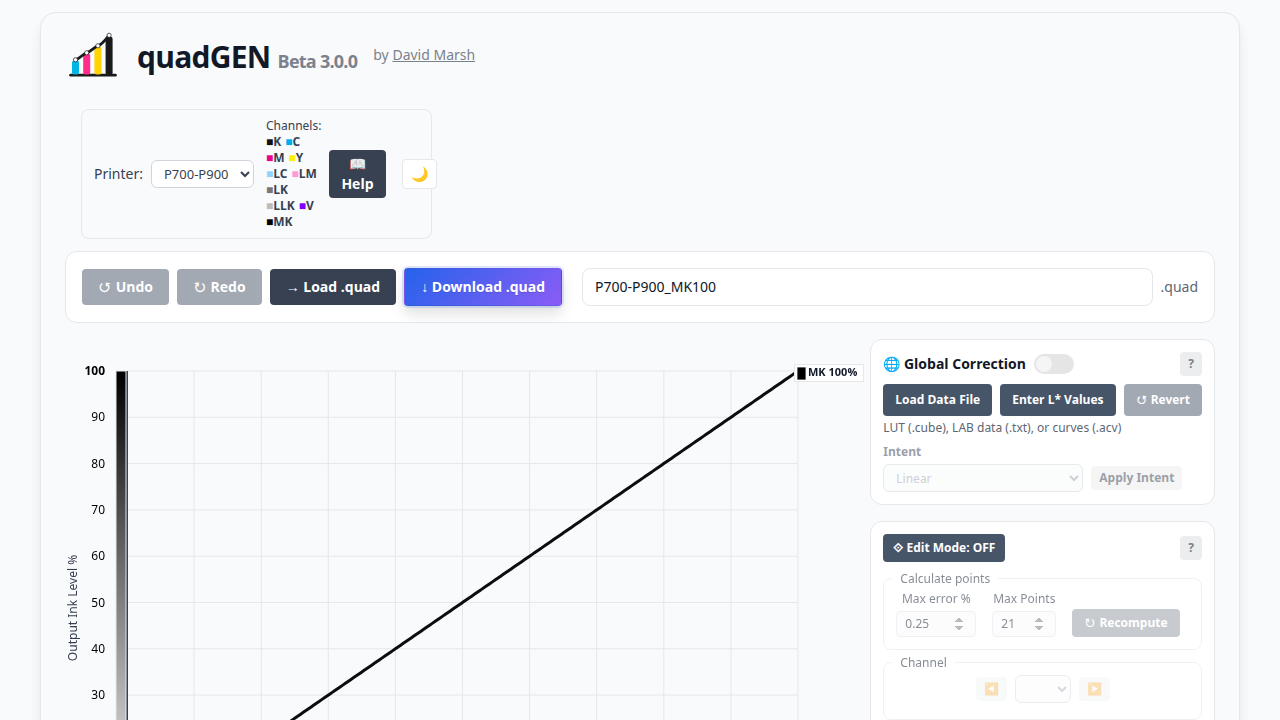 quadGEN Beta 3.0.0 by David Marsh
Printer: P700-P900
Channels:
■K ■C
■M ■Y
■LC ■LM
■LK
■LLK ■V
■MK
📖 Help
🌙
↺ Undo ↻ Redo → Load .quad ↓ Download .quad P700-P900_MK100 .quad
100
90
80
70
60
50
40
30
Output Ink Level %
MK 100%
🌐 Global Correction ?
Load Data File Enter L* Values ↺ Revert
LUT (.cube), LAB data (.txt), or curves (.acv)
Intent
Linear Apply Intent
⟐ Edit Mode: OFF ?
Calculate points
Max error % Max Points
0.25 21 ↻ Recompute
Channel
◀ ▶